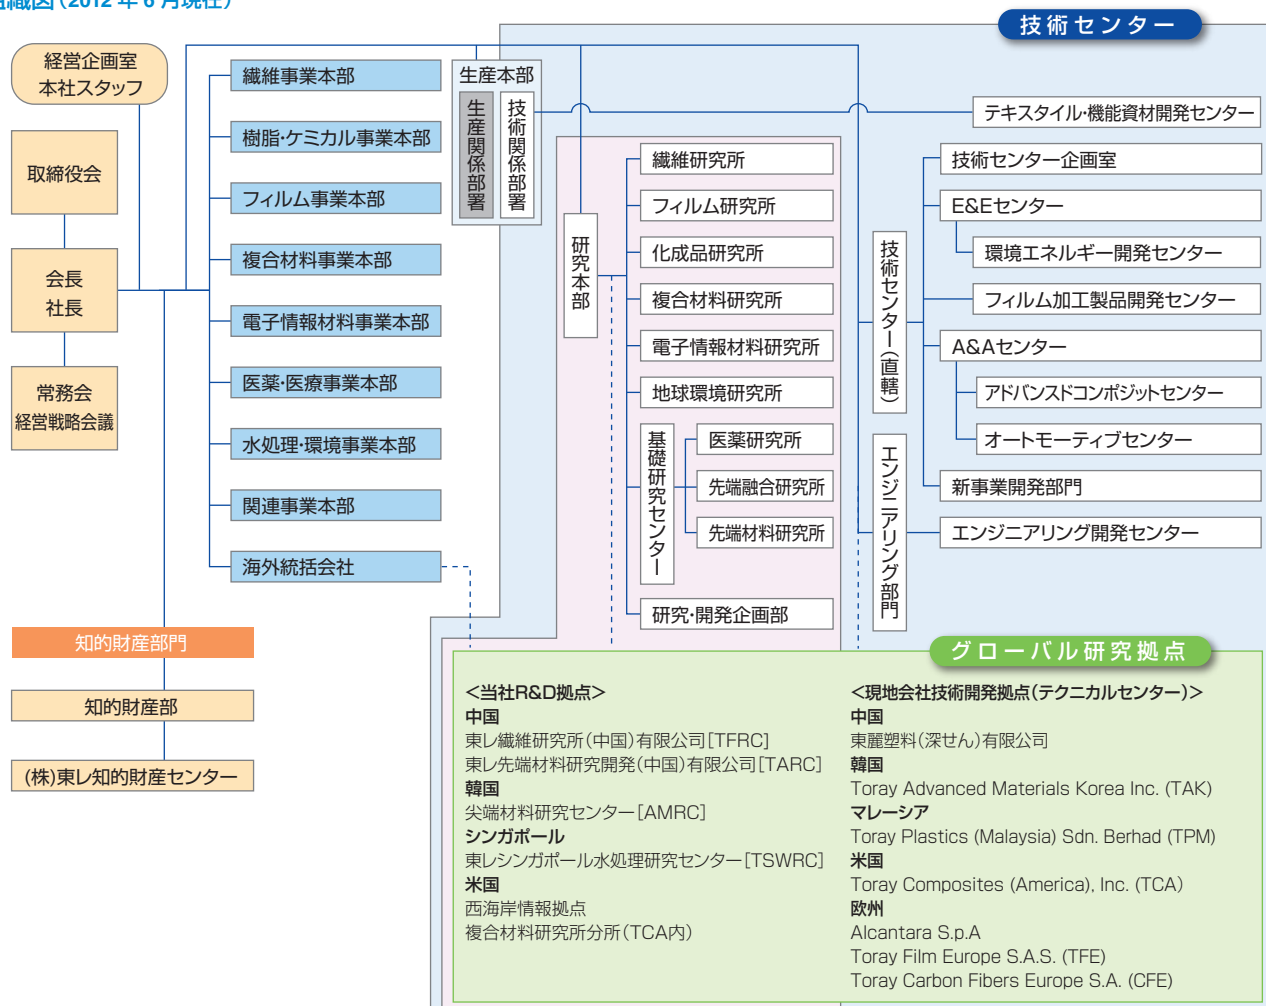 組織図(2012年6月現在)
技術センター
経営企画室
本社スタッフ
取締役会
会長
社長
常務会
経営戦略会議
繊維事業本部
樹脂・ケミカル事業本部
フィルム事業本部
複合材料事業本部
電子情報材料事業本部
医薬・医療事業本部
水処理・環境事業本部
関連事業本部
海外統括会社
知的財産部門
知的財産部
(株)東レ知的財産センター
生産本部
生産関係部署
技術関係部署
研究本部
繊維研究所
フィルム研究所
化成品研究所
複合材料研究所
電子情報材料研究所
地球環境研究所
基礎研究センター
医薬研究所
先端融合研究所
先端材料研究所
研究・開発企画部
テキスタイル・機能資材開発センター
技術センター(直轄)
技術センター企画室
E&Eセンター
環境エネルギー開発センター
フィルム加工製品開発センター
A&Aセンター
アドバンスドコンポジットセンター
オートモーティブセンター
新事業開発部門
エンジニアリング部門
エンジニアリング開発センター
グローバル研究拠点
<当社R&D拠点>
中国
東レ繊維研究所(中国)有限公司[TFRC]
東レ先端材料研究開発(中国)有限公司[TARC]
韓国
尖端材料研究センター[AMRC]
シンガポール
東レシンガポール水処理研究センター[TSWRC]
米国
西海岸情報拠点
複合材料研究所分所(TCA内)
<現地会社技術開発拠点(テクニカルセンター)>
中国
東麗塑料(深せん)有限公司
韓国
Toray Advanced Materials Korea Inc. (TAK)
マレーシア
Toray Plastics (Malaysia) Sdn. Berhad (TPM)
米国
Toray Composites (America), Inc. (TCA)
欧州
Alcantara S.p.A
Toray Film Europe S.A.S. (TFE)
Toray Carbon Fibers Europe S.A. (CFE)